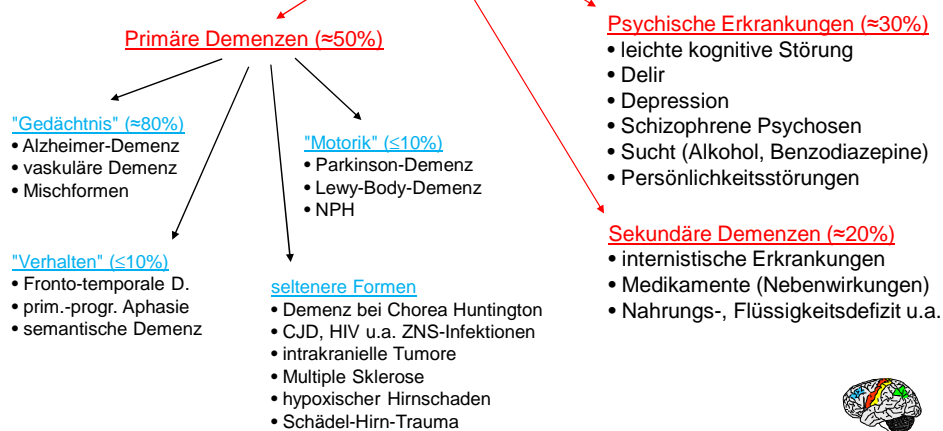 Primäre Demenzen (≈50%)
"Gedächtnis" (≈80%)
• Alzheimer-Demenz
• vaskuläre Demenz
• Mischformen
"Motorik" (≤10%)
• Parkinson-Demenz
• Lewy-Body-Demenz
• NPH
"Verhalten" (≤10%)
• Fronto-temporale D.
• prim.-progr. Aphasie
• semantische Demenz
seltenere Formen
• Demenz bei Chorea Huntington
• CJD, HIV u.a. ZNS-Infektionen
• intrakranielle Tumore
• Multiple Sklerose
• hypoxischer Hirnschaden
• Schädel-Hirn-Trauma
Psychische Erkrankungen (≈30%)
• leichte kognitive Störung
• Delir
• Depression
• Schizophrene Psychosen
• Sucht (Alkohol, Benzodiazepine)
• Persönlichkeitsstörungen
Sekundäre Demenzen (≈20%)
• internistische Erkrankungen
• Medikamente (Nebenwirkungen)
• Nahrungs-, Flüssigkeitsdefizit u.a.